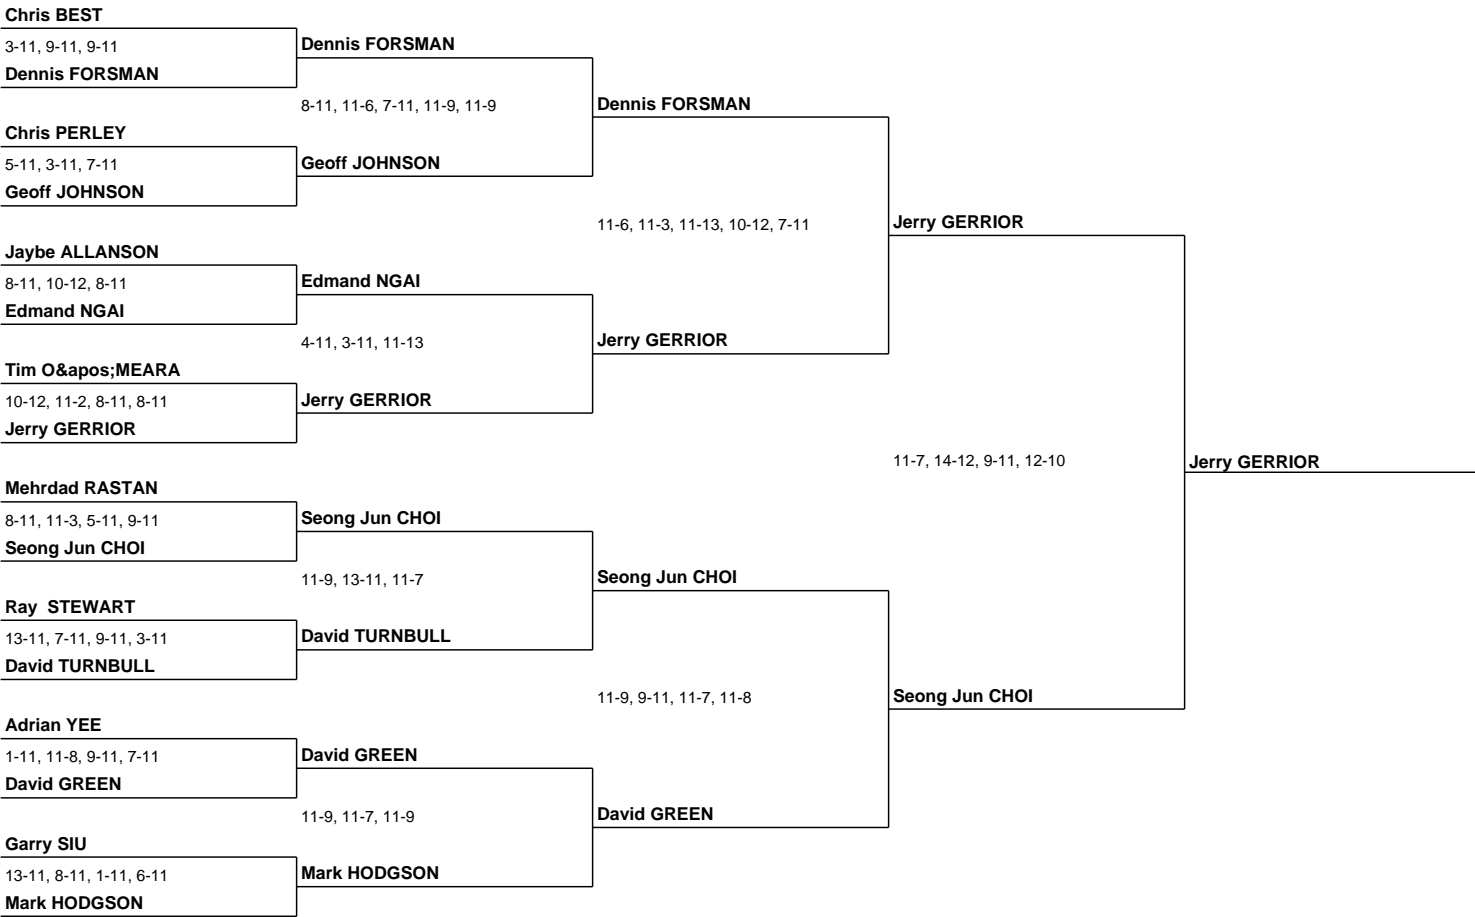 Chris BEST
3-11, 9-11, 9-11
Dennis FORSMAN
Chris PERLEY
5-11, 3-11, 7-11
Geoff JOHNSON
Jaybe ALLANSON
8-11, 10-12, 8-11
Edmand NGAI
Tim O&apos;MEARA
10-12, 11-2, 8-11, 8-11
Jerry GERRIOR
Mehrdad RASTAN
8-11, 11-3, 5-11, 9-11
Seong Jun CHOI
Ray  STEWART
13-11, 7-11, 9-11, 3-11
David TURNBULL
Adrian YEE
1-11, 11-8, 9-11, 7-11
David GREEN
Garry SIU
13-11, 8-11, 1-11, 6-11
Mark HODGSON
Dennis FORSMAN
8-11, 11-6, 7-11, 11-9, 11-9
Geoff JOHNSON
Edmand NGAI
4-11, 3-11, 11-13
Jerry GERRIOR
Seong Jun CHOI
11-9, 13-11, 11-7
David TURNBULL
David GREEN
11-9, 11-7, 11-9
Mark HODGSON
Dennis FORSMAN
11-6, 11-3, 11-13, 10-12, 7-11
Jerry GERRIOR
Seong Jun CHOI
11-9, 9-11, 11-7, 11-8
David GREEN
Jerry GERRIOR
11-7, 14-12, 9-11, 12-10
Seong Jun CHOI
Jerry GERRIOR